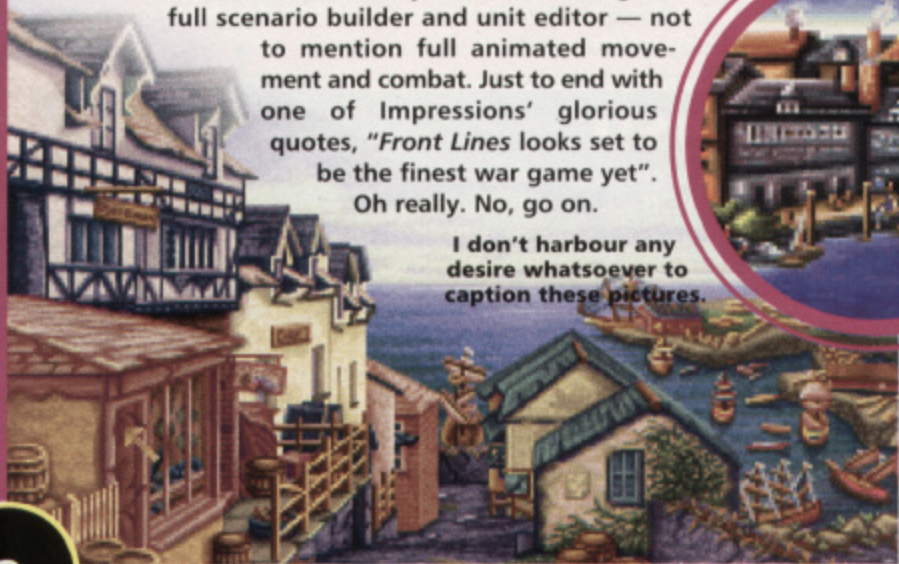 full scenario builder and unit editor — not
to mention full animated move-
ment and combat. Just to end with
one of Impressions' glorious
quotes, "Front Lines looks set to
be the finest war game yet".
Oh really. No, go on.
I don't harbour any
desire whatsoever to
caption these pictures.